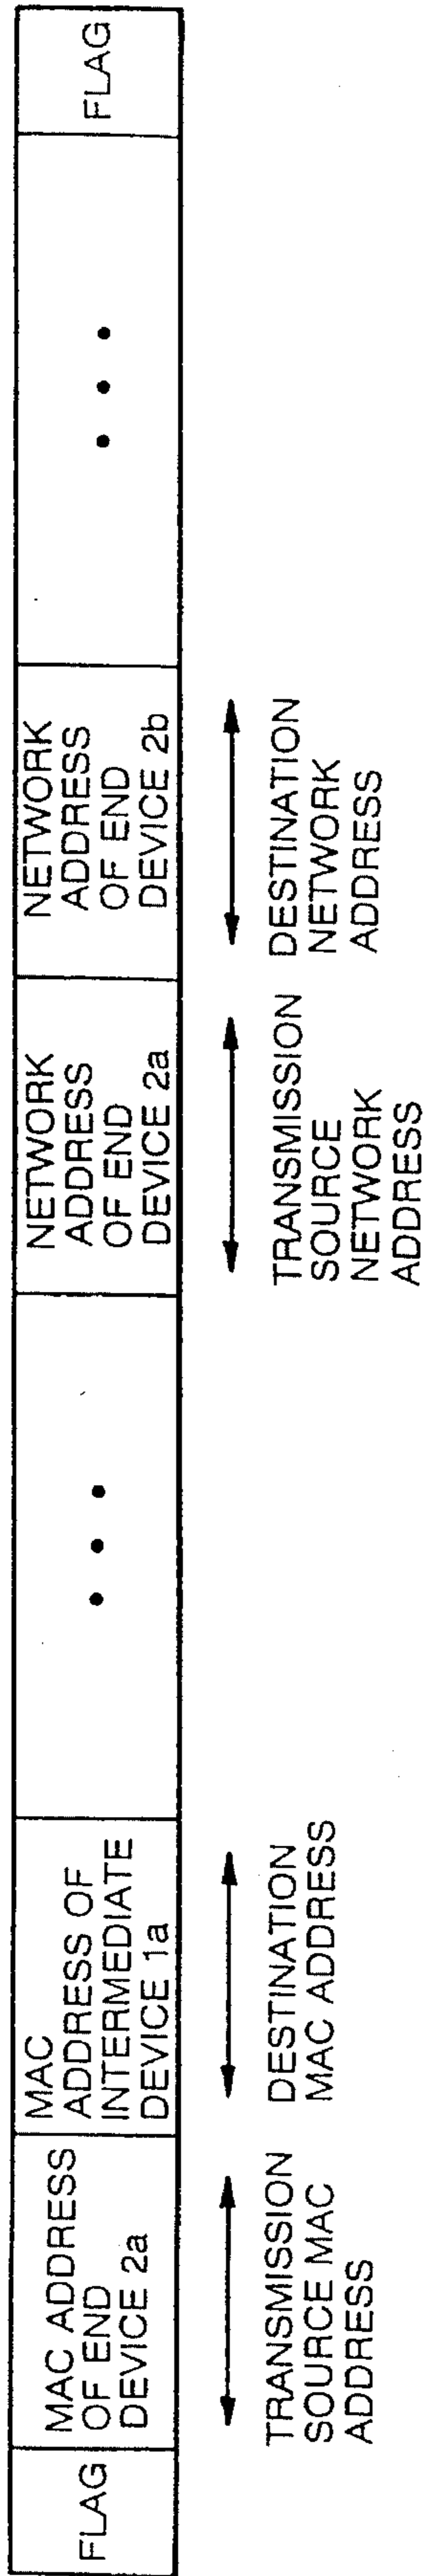 FLAG
MAC ADDRESS
OF END
DEVICE 2a
MAC
ADDRESS OF
INTERMEDIATE
DEVICE 1a
• • •
NETWORK
ADDRESS
OF END
DEVICE 2a
NETWORK
ADDRESS
OF END
DEVICE 2b
• • •
FLAG
TRANSMISSION
SOURCE MAC
ADDRESS
DESTINATION
MAC ADDRESS
TRANSMISSION
SOURCE
NETWORK
ADDRESS
DESTINATION
NETWORK
ADDRESS